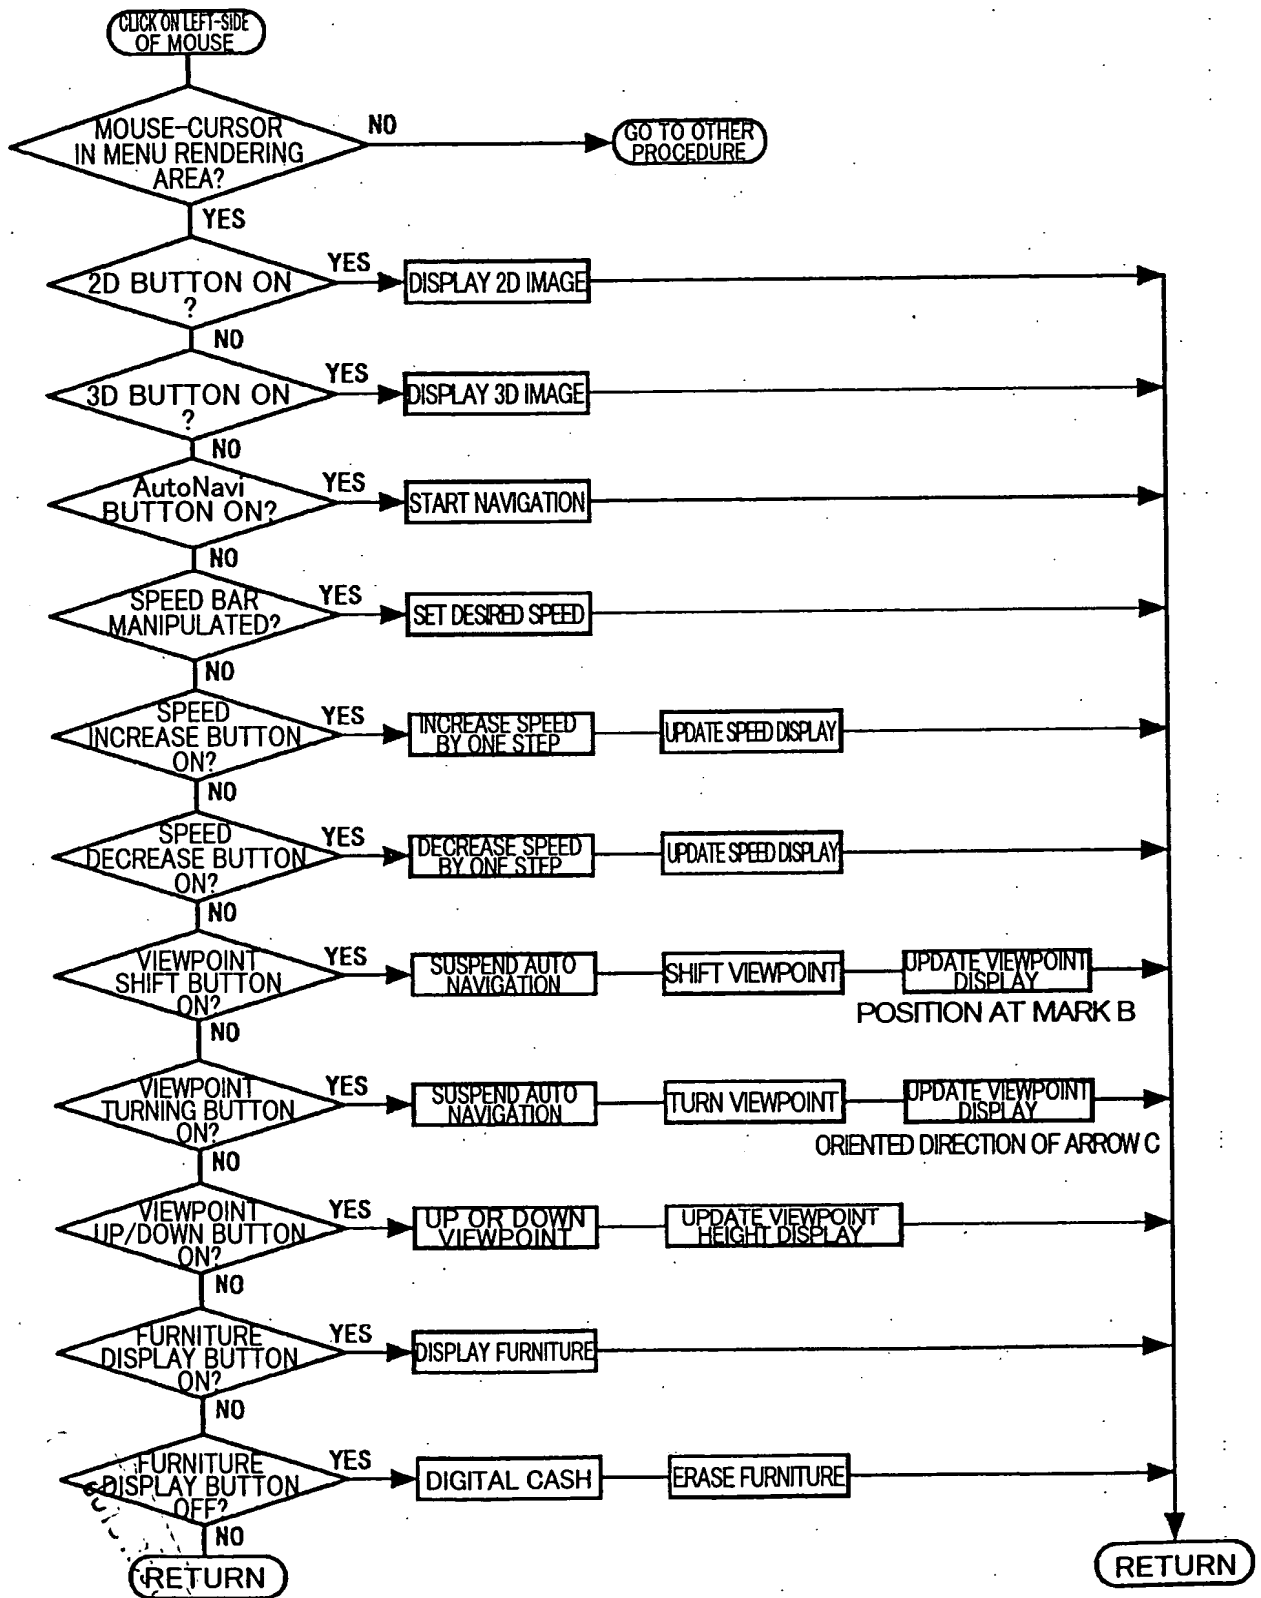 CLICK ON LEFT-SIDE
OF MOUSE
MOUSE-CURSOR
IN MENU RENDERING
AREA?
NO
GO TO OTHER
PROCEDURE
YES
2D BUTTON ON
?
YES
DISPLAY 2D IMAGE
NO
3D BUTTON ON
?
YES
DISPLAY 3D IMAGE
NO
AutoNavi
BUTTON ON?
YES
START NAVIGATION
NO
SPEED BAR
MANIPULATED?
YES
SET DESIRED SPEED
NO
SPEED
INCREASE BUTTON
ON?
YES
INCREASE SPEED
BY ONE STEP
UPDATE SPEED DISPLAY
NO
SPEED
DECREASE BUTTON
ON?
YES
DECREASE SPEED
BY ONE STEP
UPDATE SPEED DISPLAY
NO
VIEWPOINT
SHIFT BUTTON
ON?
YES
SUSPEND AUTO
NAVIGATION
SHIFT VIEWPOINT
UPDATE VIEWPOINT
DISPLAY
POSITION AT MARK B
NO
VIEWPOINT
TURNING BUTTON
ON?
YES
SUSPEND AUTO
NAVIGATION
TURN VIEWPOINT
UPDATE VIEWPOINT
DISPLAY
ORIENTED DIRECTION OF ARROW C
NO
VIEWPOINT
UP/DOWN BUTTON
ON?
YES
UP OR DOWN
VIEWPOINT
UPDATE VIEWPOINT
HEIGHT DISPLAY
NO
FURNITURE
DISPLAY BUTTON
ON?
YES
DISPLAY FURNITURE
NO
FURNITURE
DISPLAY BUTTON
OFF?
YES
DIGITAL CASH
ERASE FURNITURE
NO
RETURN
RETURN